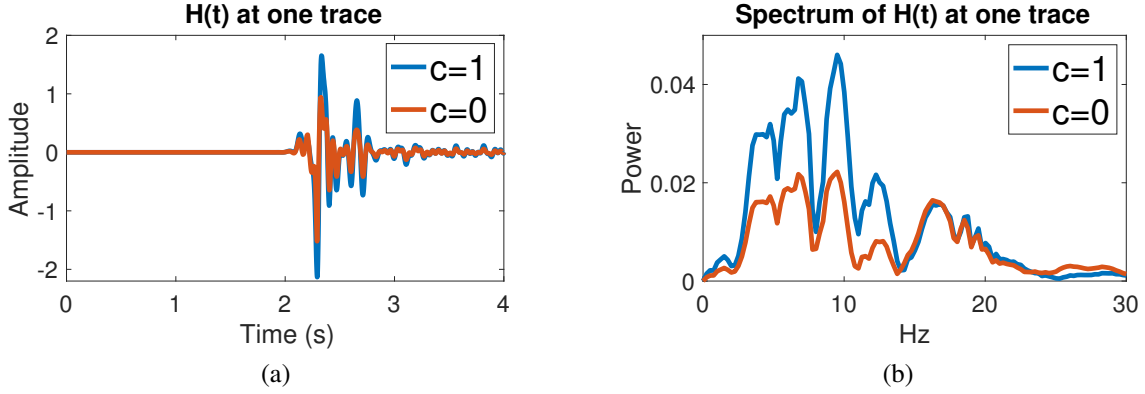 H(t) at one trace
2
1
0
-1
-2
Amplitude
c=1
c=0
0 1 2 3 4
Time (s)
(a)
Spectrum of H(t) at one trace
0.04
0.02
0
Power
c=1
c=0
0 10 20 30
Hz
(b)